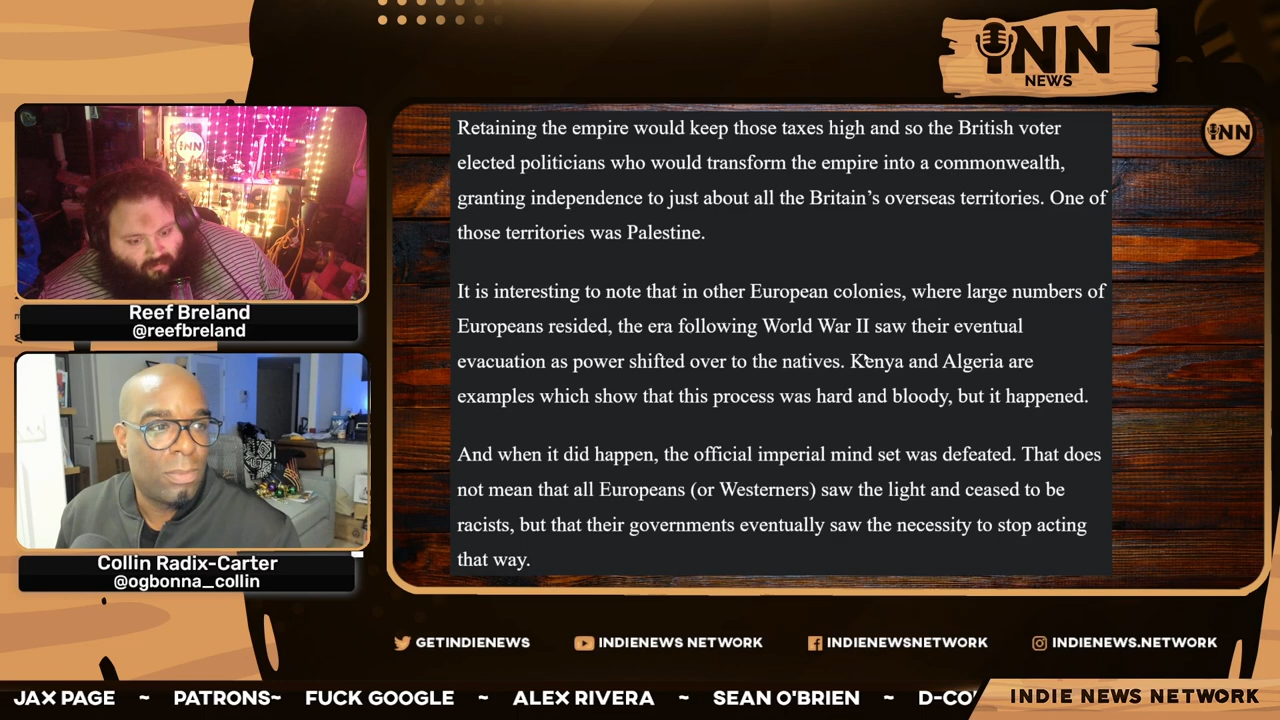 INN
NEWS
INN
INN
Retaining the empire would keep those taxes high and so the British voter
elected politicians who would transform the empire into a commonwealth,
granting independence to just about all the Britain's overseas territories. One of
those territories was Palestine.
It is interesting to note that in other European colonies, where large numbers of
Europeans resided, the era following World War II saw their eventual
evacuation as power shifted over to the natives. Kenya and Algeria are
examples which show that this process was hard and bloody, but it happened.
And when it did happen, the official imperial mind set was defeated. That does
not mean that all Europeans (or Westerners) saw the light and ceased to be
racists, but that their governments eventually saw the necessity to stop acting
that way.
Reef Breland
@reefbreland
Collin Radix-Carter
@ogbonna_collin
GETINDIENEWS
INDIENEWS NETWORK
INDIENEWSNETWORK
INDIENEWS.NETWORK
JAX PAGE ~ PATRONS~ FUCK GOOGLE ~ ALEX RIVERA ~ SEAN O'BRIEN ~
INDIE NEWS NETWORK